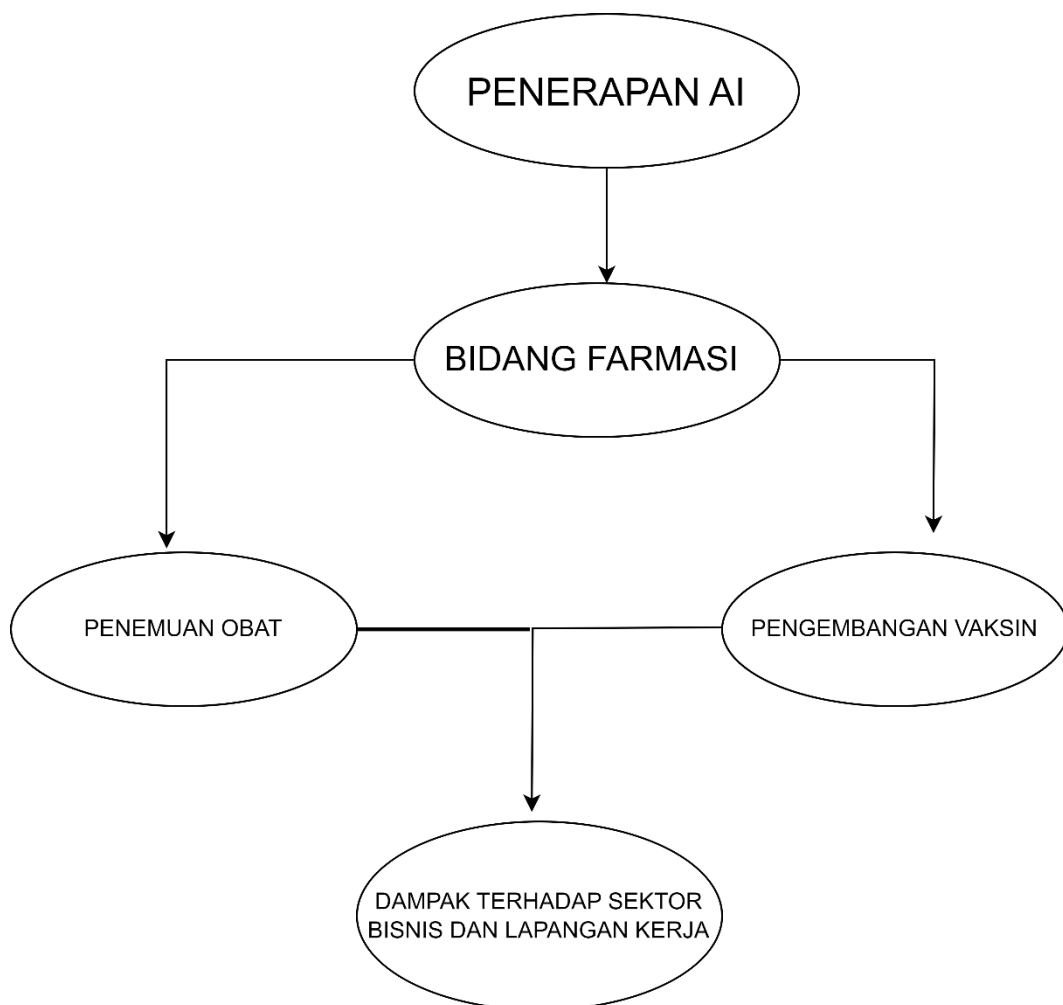 PENERAPAN AI
BIDANG FARMASI
PENEMUAN OBAT
PENGEMBANGAN VAKSIN
DAMPAK TERHADAP SEKTOR
BISNIS DAN LAPANGAN KERJA